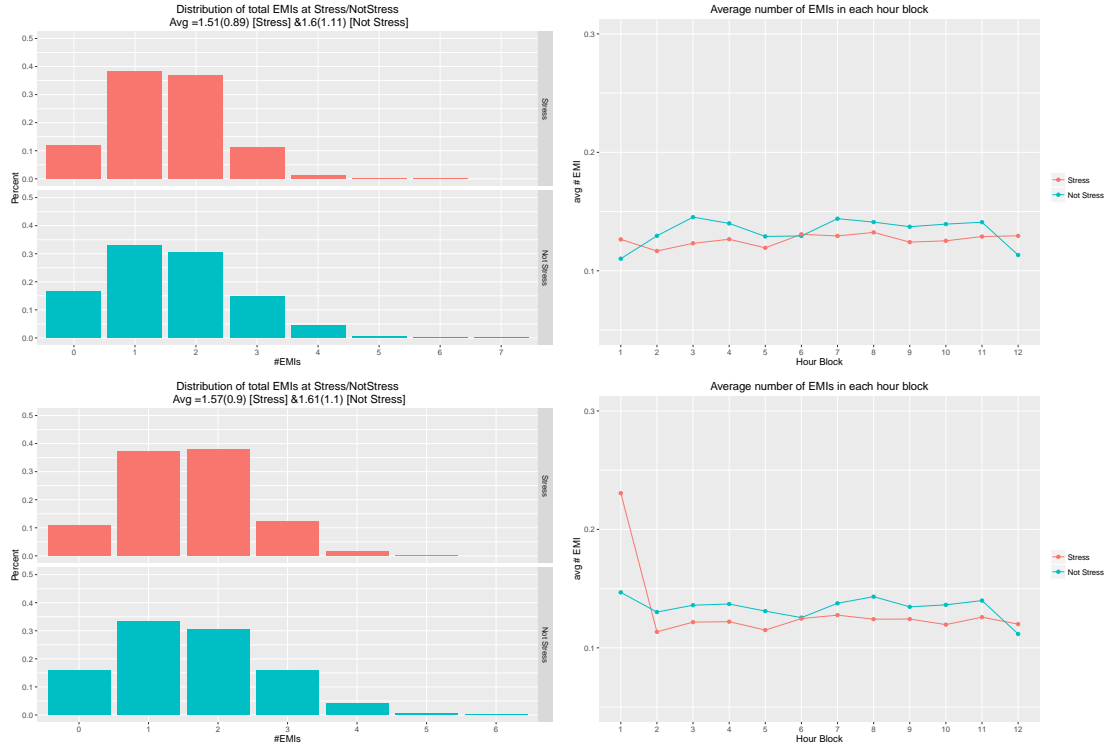 Distribution of total EMIs at Stress/NotStress
Avg =1.51(0.89) [Stress] &1.6(1.11) [Not Stress]
0.5
0.4
0.3
0.2
0.1
0.0
Stress
Percent
0.5
0.4
0.3
0.2
0.1
0.0
Not Stress
0 1 2 3 4 5 6 7
#EMIs
Average number of EMIs in each hour block
0.3
0.2
0.1
avg # EMI
1 2 3 4 5 6 7 8 9 10 11 12
Hour Block
Stress
Not Stress
Distribution of total EMIs at Stress/NotStress
Avg =1.57(0.9) [Stress] &1.61(1.1) [Not Stress]
0.5
0.4
0.3
0.2
0.1
0.0
Stress
Percent
0.5
0.4
0.3
0.2
0.1
0.0
Not Stress
0 1 2 3 4 5 6
#EMIs
Average number of EMIs in each hour block
0.3
0.2
0.1
avg # EMI
1 2 3 4 5 6 7 8 9 10 11 12
Hour Block
Stress
Not Stress